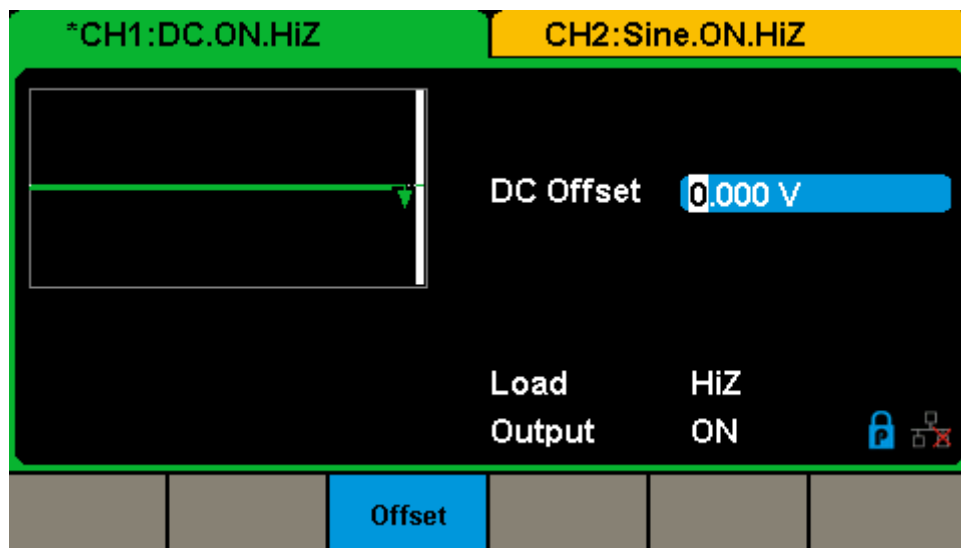 *CH1:DC.ON.HiZ
CH2:Sine.ON.HiZ
DC Offset 0.000 V
Load HiZ
Output ON
P
Offset